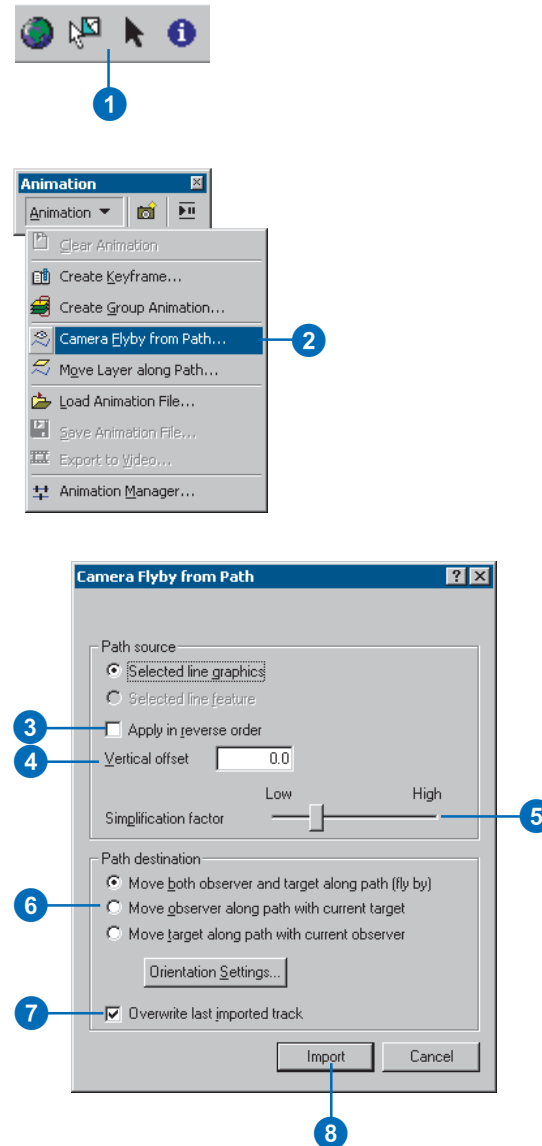 1
Animation
Animation
Clear Animation
Create Keyframe...
Create Group Animation...
Camera Flyby from Path...
2
Move Layer along Path...
Load Animation File...
Save Animation File...
Export to Video...
Animation Manager...
Camera Flyby from Path
Path source
Selected line graphics
Selected line feature
3
Apply in reverse order
4
Vertical offset 0.0
Low High
Simplification factor
5
Path destination
Move both observer and target along path (fly by)
6
Move observer along path with current target
Move target along path with current observer
Orientation Settings...
7
Overwrite last imported track
Import Cancel
8